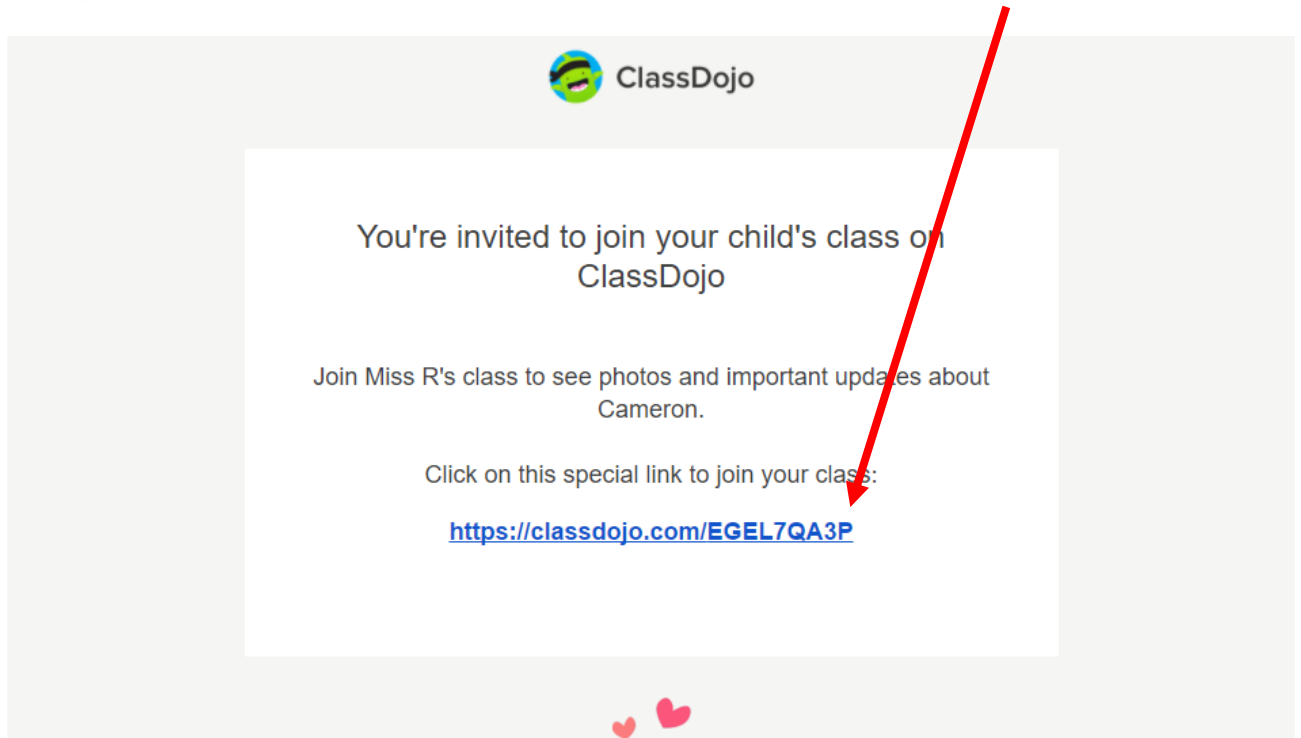 ClassDojo
You're invited to join your child's class on
ClassDojo
Join Miss R's class to see photos and important updates about
Cameron.
Click on this special link to join your class:
https://classdojo.com/EGEL7QA3P